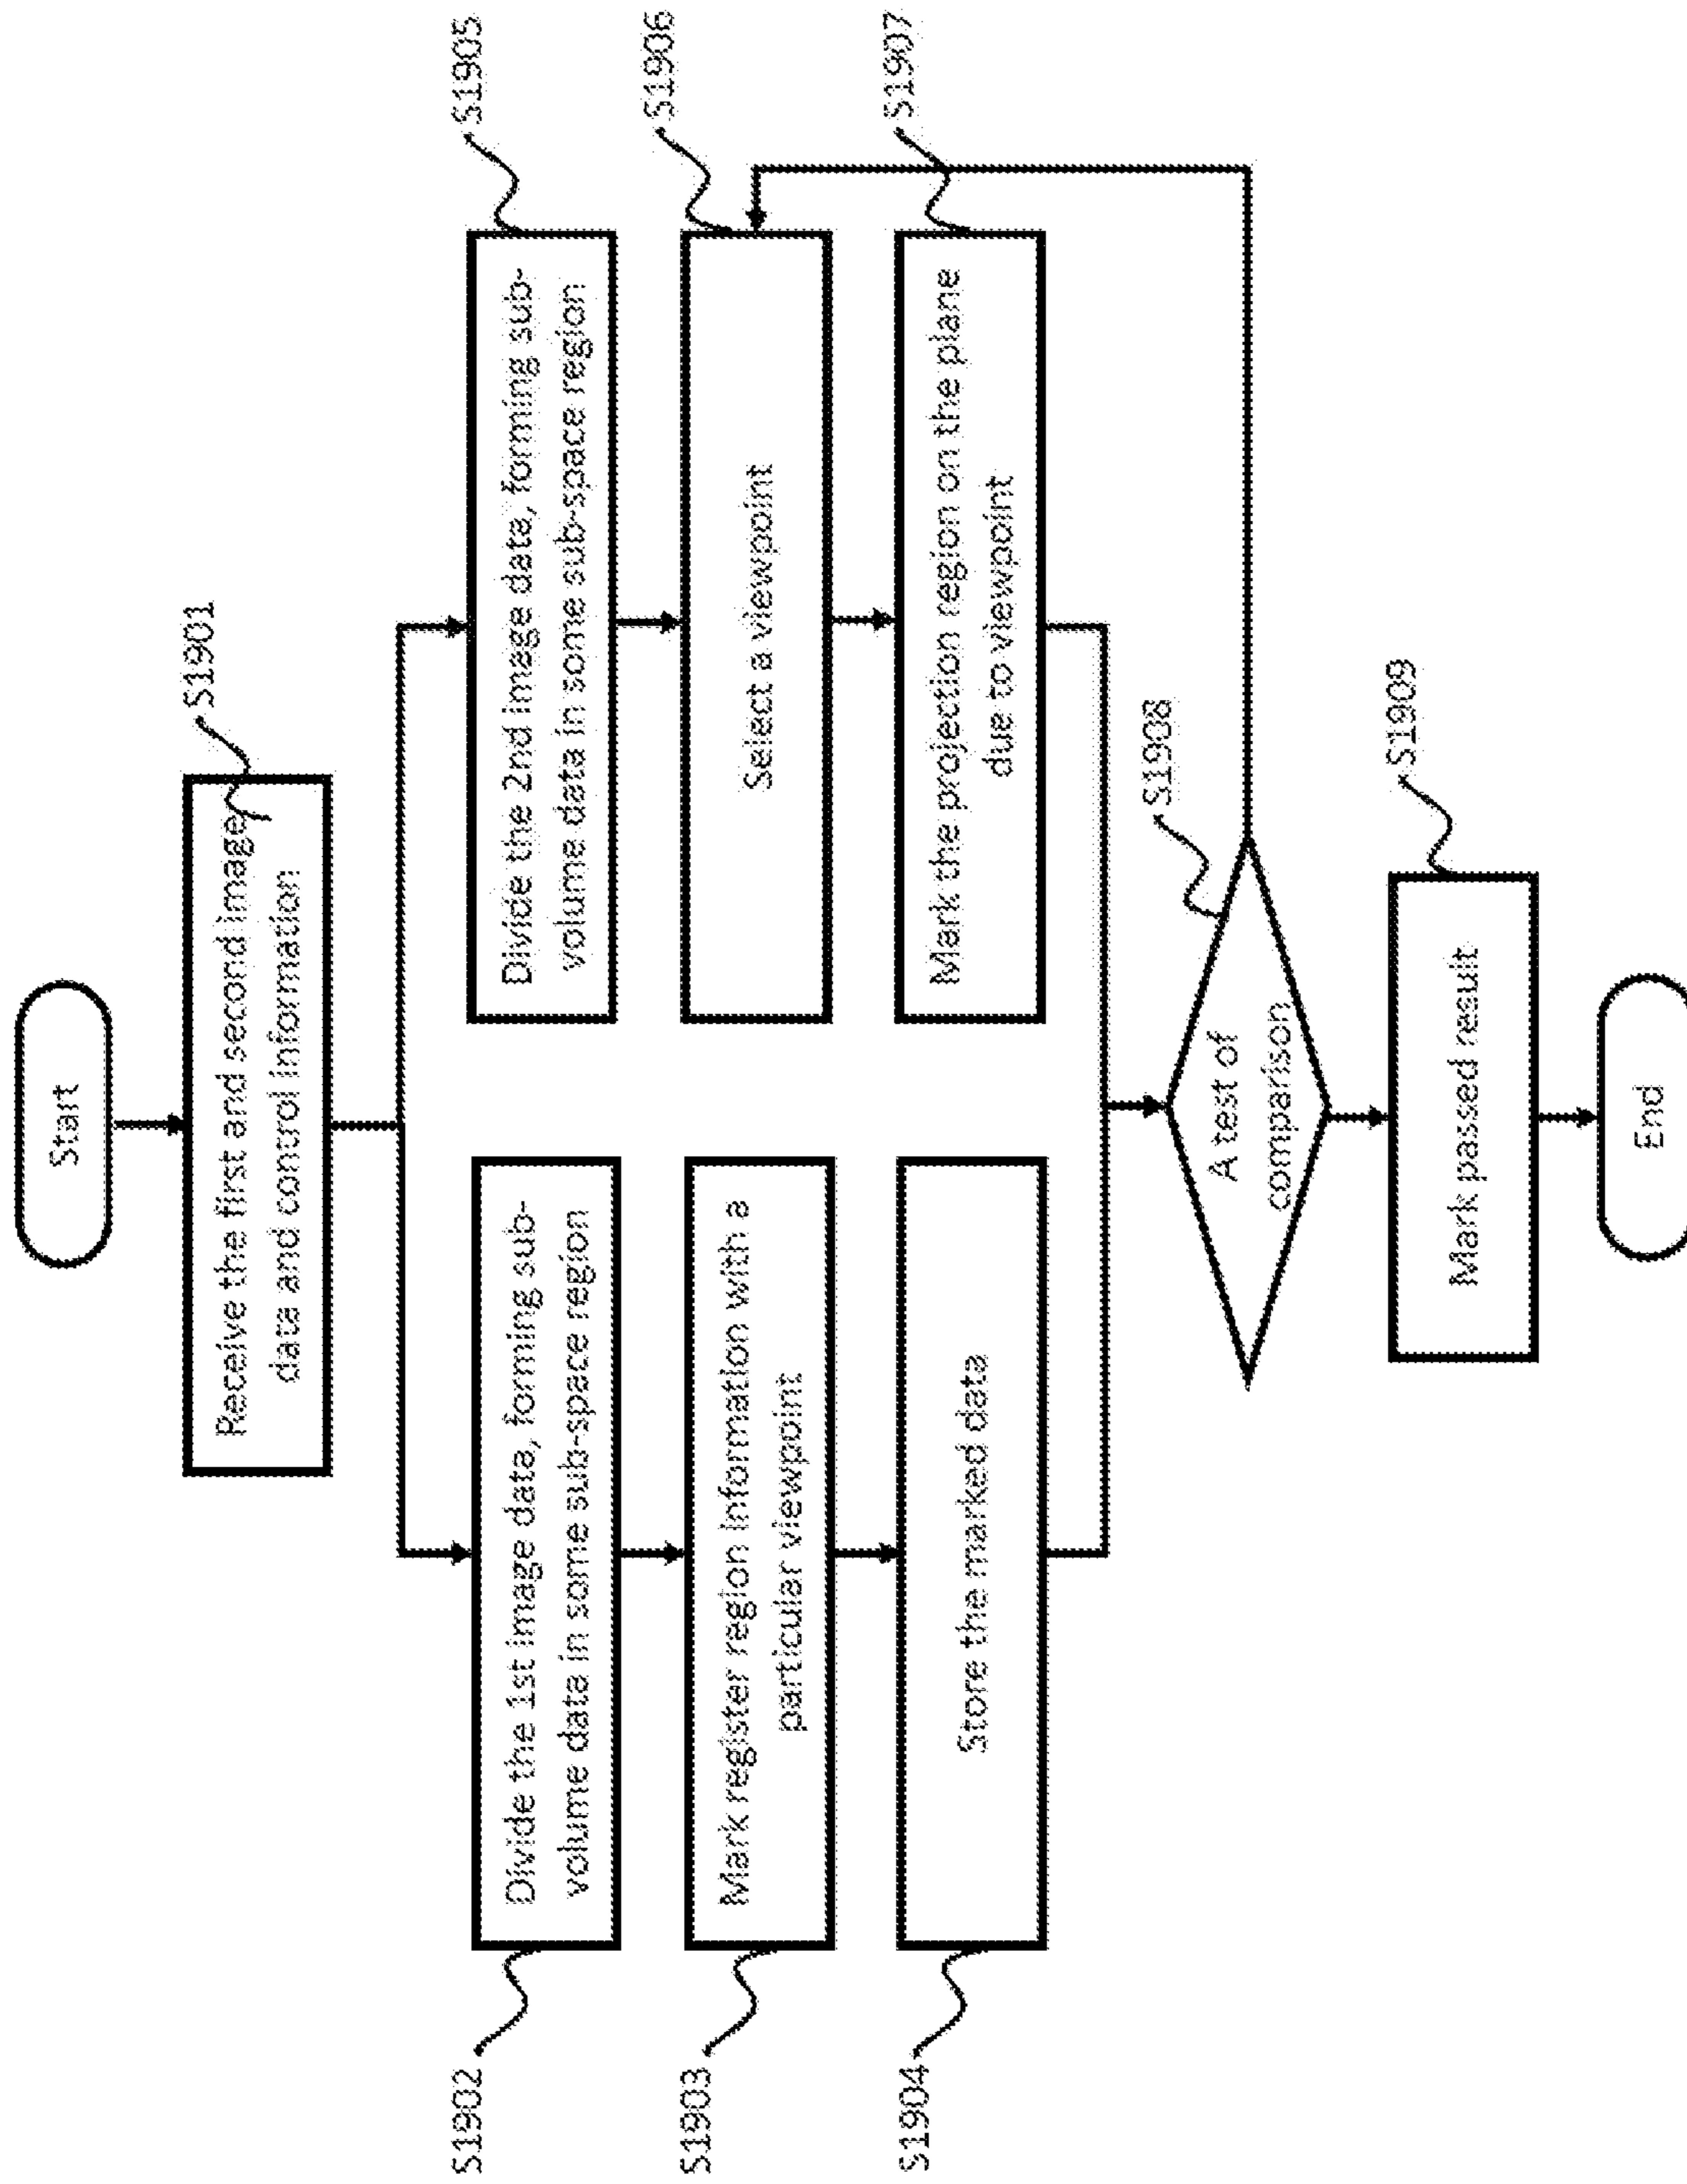 Start
S1901
Receive the first and second image
data and control information
S1902
Divide the 1st image data, forming sub-
volume data in some sub-space region
S1903
Mark register region information with a
particular viewpoint
S1904
Store the marked data
S1905
Divide the 2nd image data, forming sub-
volume data in some sub-space region
S1906
Select a viewpoint
S1907
Mark the projection region on the plane
due to viewpoint
S1908
A test of
comparison
S1909
Mark passed result
End